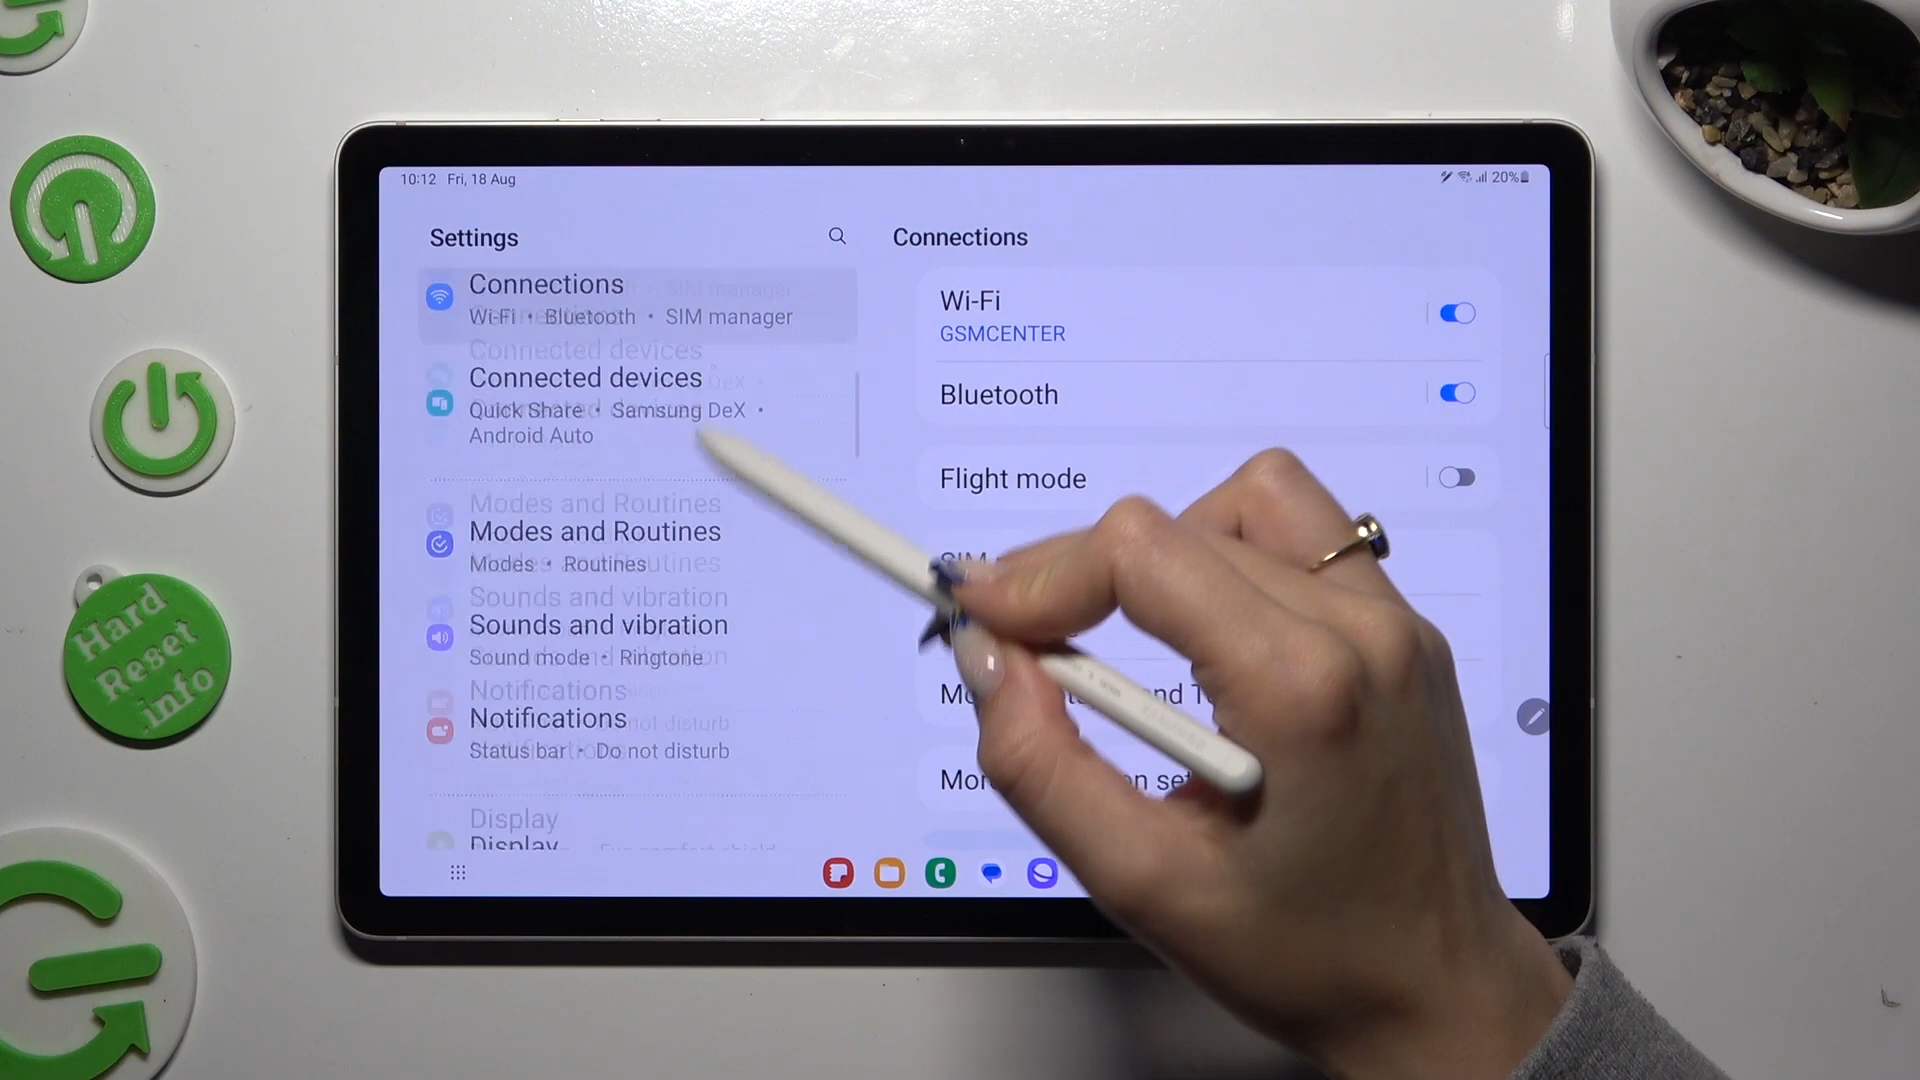 10:12 Fri, 18 Aug
20%
Settings
Connections
Wi-Fi • Bluetooth • SIM manager
Connected devices
Quick Share • Samsung DeX •
Android Auto
Modes and Routines
Modes • Routines
Sounds and vibration
Sound mode • Ringtone
Notifications
Status bar • Do not disturb
Display
Connections
Wi-Fi
GSMCENTER
Bluetooth
Flight mode
SIM
Hard
Reset
.info